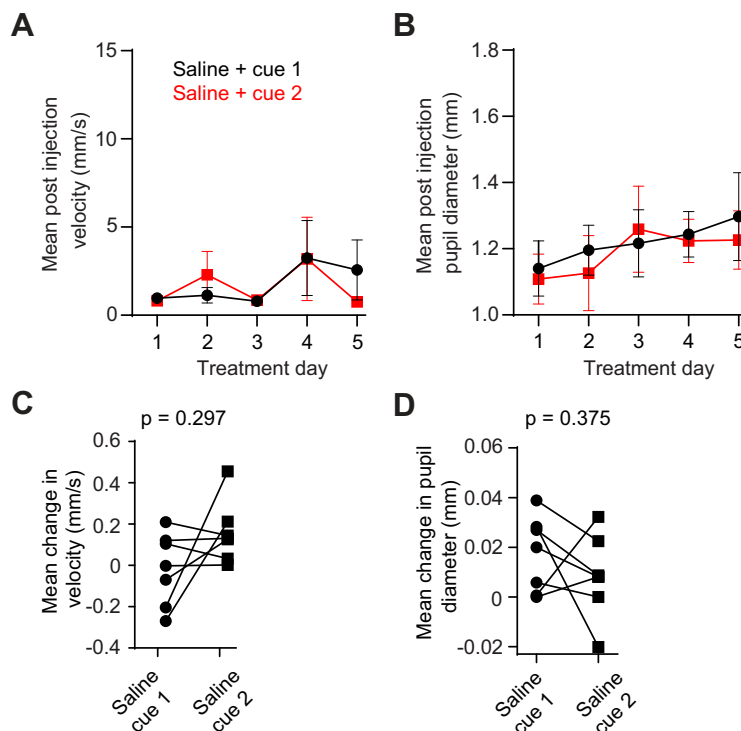 A
Mean post injection
velocity (mm/s)
15
10
5
0
Saline + cue 1
Saline + cue 2
1 2 3 4 5
Treatment day
B
Mean post injection
pupil diameter (mm)
1.8
1.6
1.4
1.2
1.0
1 2 3 4 5
Treatment day
C
p = 0.297
Mean change in
velocity (mm/s)
0.6
0.4
0.2
0
-0.2
-0.4
Saline
cue 1
Saline
cue 2
D
p = 0.375
Mean change in pupil
diameter (mm)
0.06
0.04
0.02
0
-0.02
Saline
cue 1
Saline
cue 2